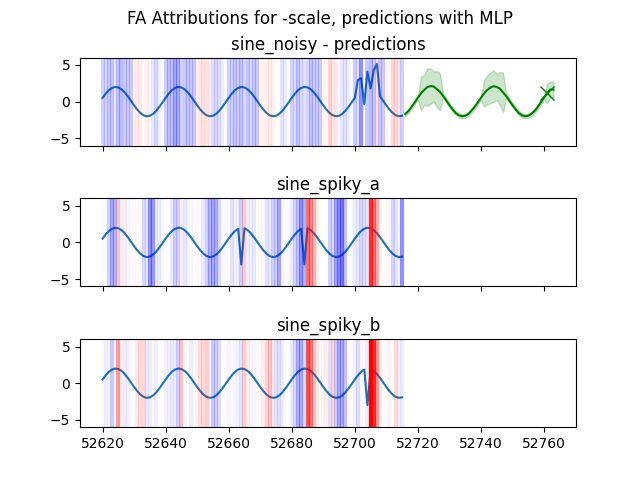 FA Attributions for -scale, predictions with MLP
sine_noisy - predictions
5
0
−5
sine_spiky_a
5
0
−5
sine_spiky_b
5
0
−5
52620 52640 52660 52680 52700 52720 52740 52760